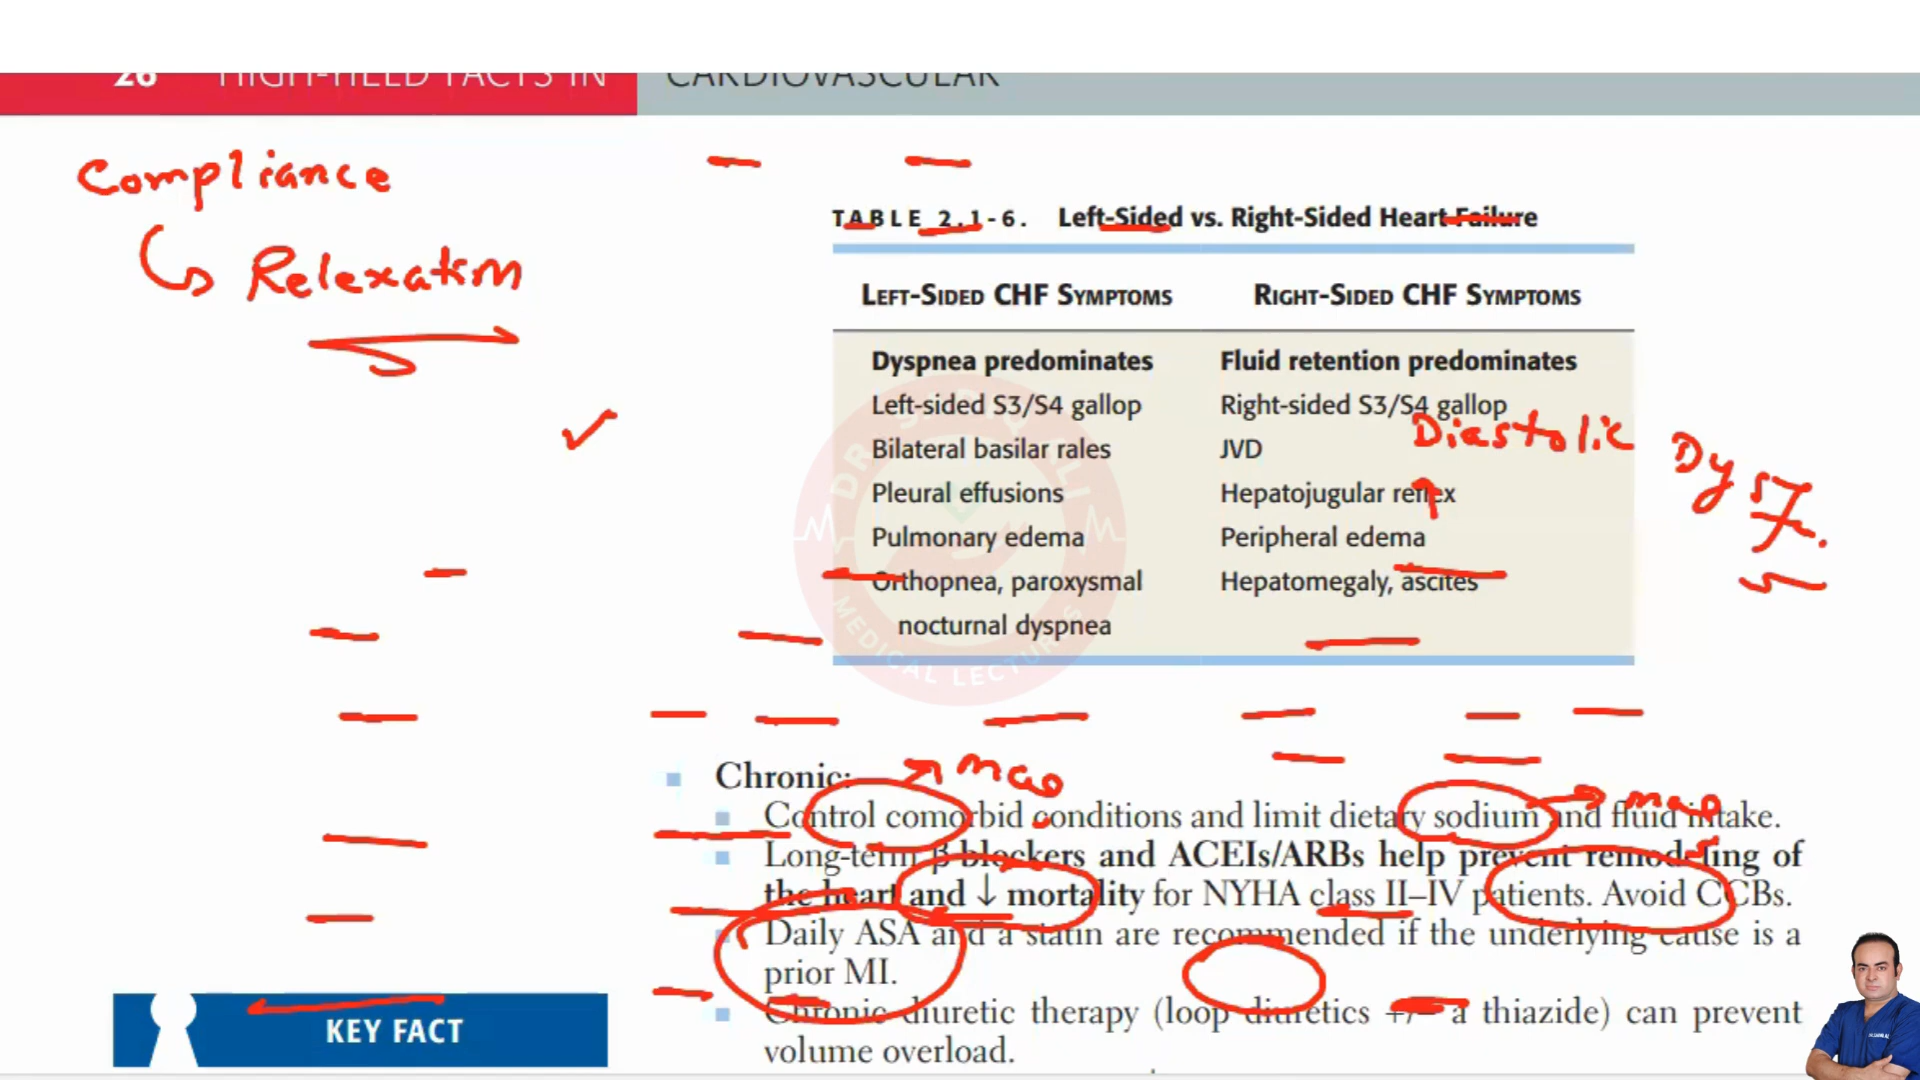 26 HIGH-YIELD FACTS IN CARDIOVASCULAR
Compliance
Relexation
TABLE 2.1-6. Left-Sided vs. Right-Sided Heart Failure
LEFT-SIDED CHF SYMPTOMS RIGHT-SIDED CHF SYMPTOMS
Dyspnea predominates Fluid retention predominates
Left-sided S3/S4 gallop Right-sided S3/S4 gallop
Diastolic Dysf.
Bilateral basilar rales JVD
Pleural effusions Hepatojugular reflex
Pulmonary edema Peripheral edema
Orthopnea, paroxysmal Hepatomegaly, ascites
nocturnal dyspnea
MEDICAL LECTURES
Chronic:
Control comorbid conditions and limit dietary sodium and fluid intake.
Long-term β-blockers and ACEIs/ARBs help prevent remodeling of
the heart and ↓ mortality for NYHA class II–IV patients. Avoid CCBs.
Daily ASA and a statin are recommended if the underlying cause is a
prior MI.
Chronic diuretic therapy (loop diuretics +/− a thiazide) can prevent
volume overload.
KEY FACT